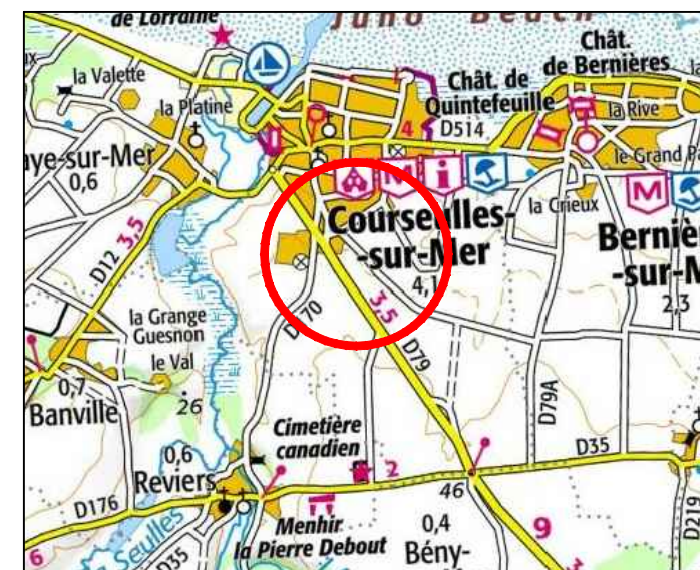 de Lorraine
Juno Beach
la Valette
Chât.
de Bernières
la Platine
Chât. de
Quintefeuille
la Rive
4
D514
aye-sur-Mer
0,6
le Grand
M
i
M
la Crieux
Courseulles-
-sur-Mer
4,1
Berniè
-sur-M
2,3
D12
3,5
3,5
D170
D79
D79A
la Grange
Guesnon
le Val
0,7
Banville
26
Cimetière
canadien
2
D35
0,6
Reviers
D176
46
Menhir
la Pierre Debout
0,4
Bény-
9
D219
6
Seulles
D35